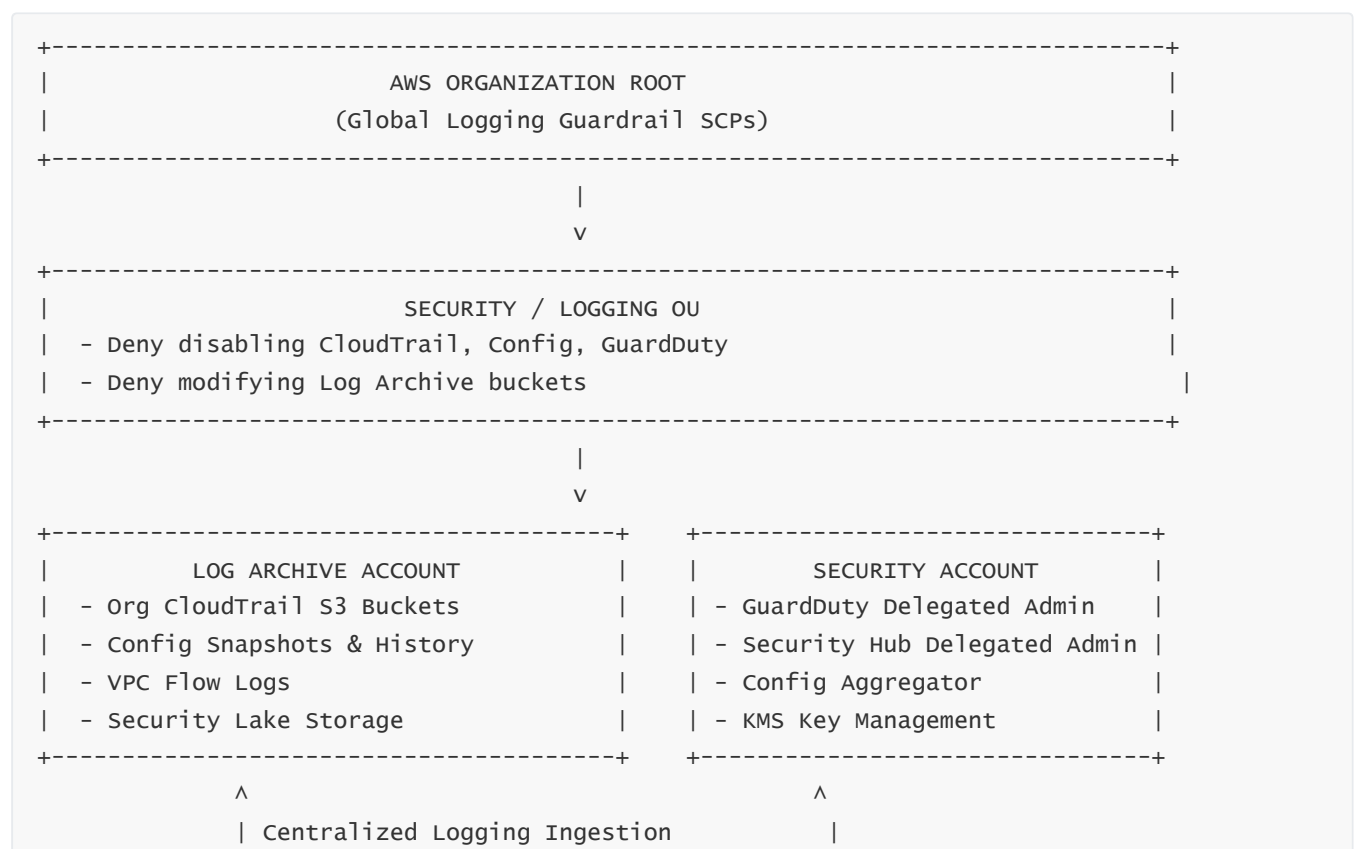 +-----------------------------------------------------------------------------+
|                        AWS ORGANIZATION ROOT                                  |
|                    (Global Logging Guardrail SCPs)                            |
+-----------------------------------------------------------------------------+
                                      |
                                      v
+-----------------------------------------------------------------------------+
|                         SECURITY / LOGGING OU                                 |
|  - Deny disabling CloudTrail, Config, GuardDuty                               |
|  - Deny modifying Log Archive buckets                                          |
+-----------------------------------------------------------------------------+
                                      |
                                      v
+----------------------------------------+    +--------------------------------+
|          LOG ARCHIVE ACCOUNT           |    |        SECURITY ACCOUNT        |
|  - Org CloudTrail S3 Buckets           |    | - GuardDuty Delegated Admin    |
|  - Config Snapshots & History          |    | - Security Hub Delegated Admin |
|  - VPC Flow Logs                       |    | - Config Aggregator            |
|  - Security Lake Storage               |    | - KMS Key Management           |
+----------------------------------------+    +--------------------------------+
              ^                                        ^
              | Centralized Logging Ingestion           |